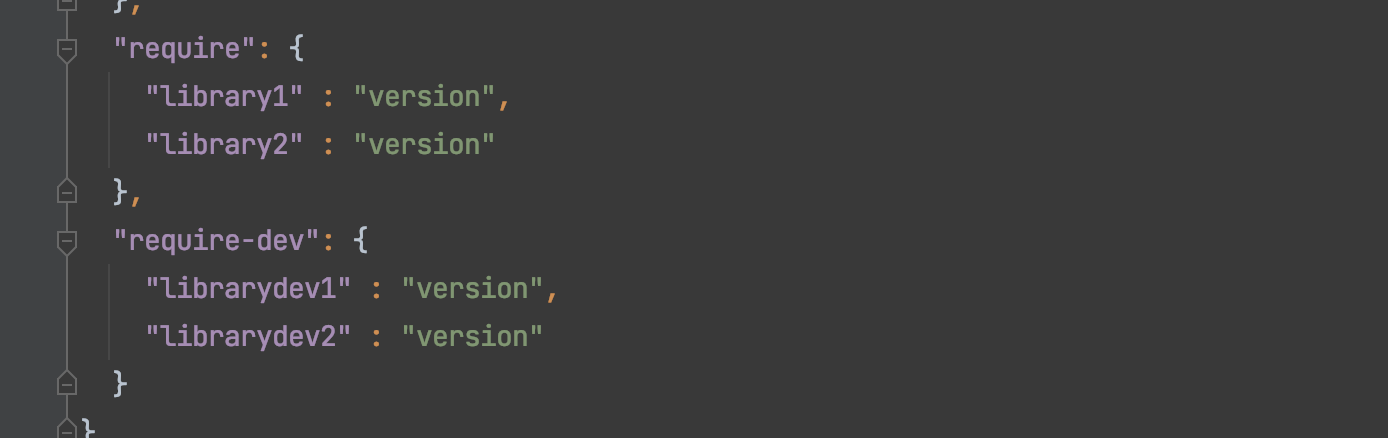 },
"require": {
"library1" : "version",
"library2" : "version"
},
"require-dev": {
"librarydev1" : "version",
"librarydev2" : "version"
}
}